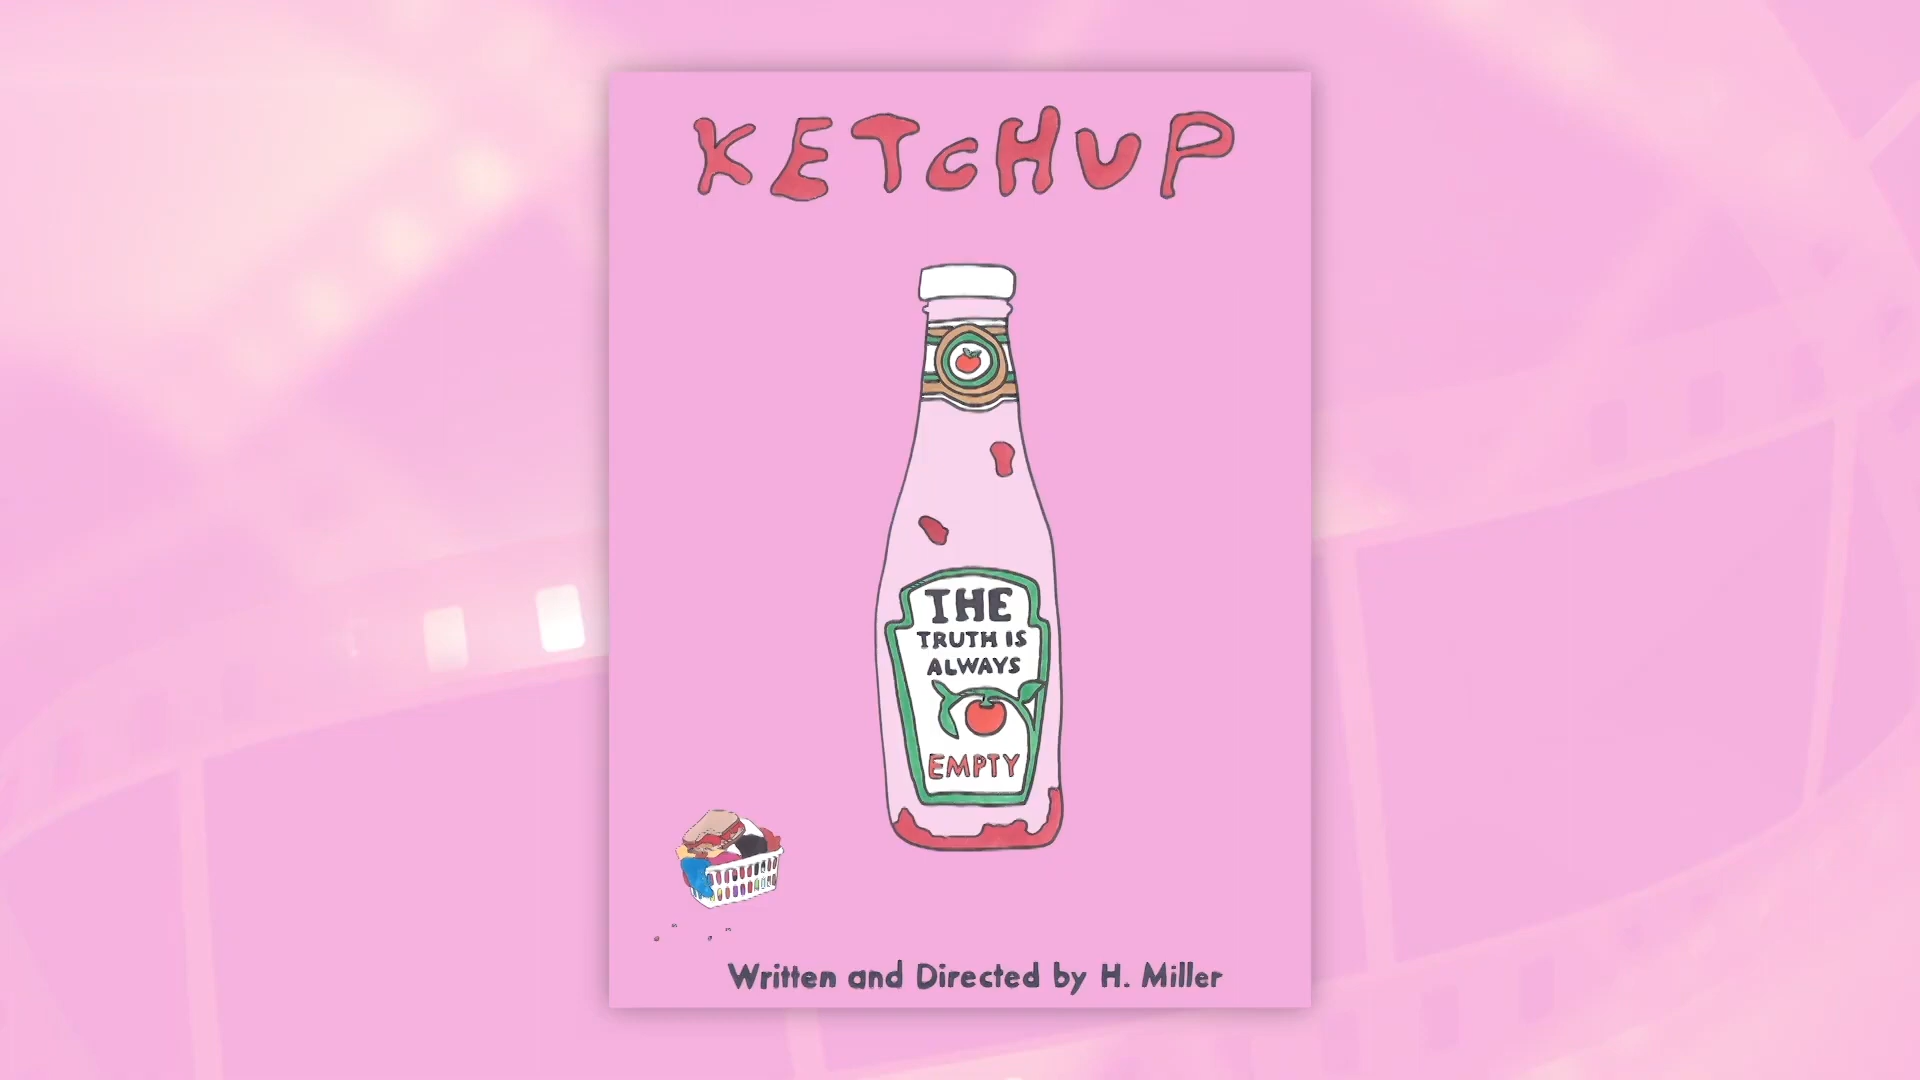 KETCHUP
THE
TRUTH IS
ALWAYS
EMPTY
Written and Directed by H. Miller